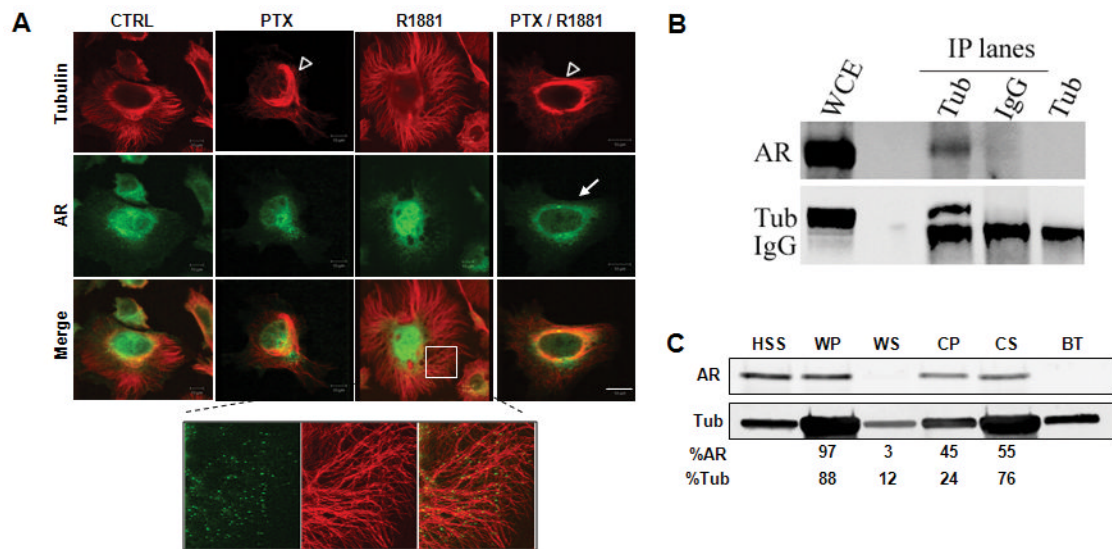 A
CTRL PTX R1881 PTX / R1881
Tubulin
AR
Merge
B
IP lanes
WCE Tub IgG Tub
AR
Tub
IgG
C
HSS WP WS CP CS BT
AR
Tub
%AR 97 3 45 55
%Tub 88 12 24 76